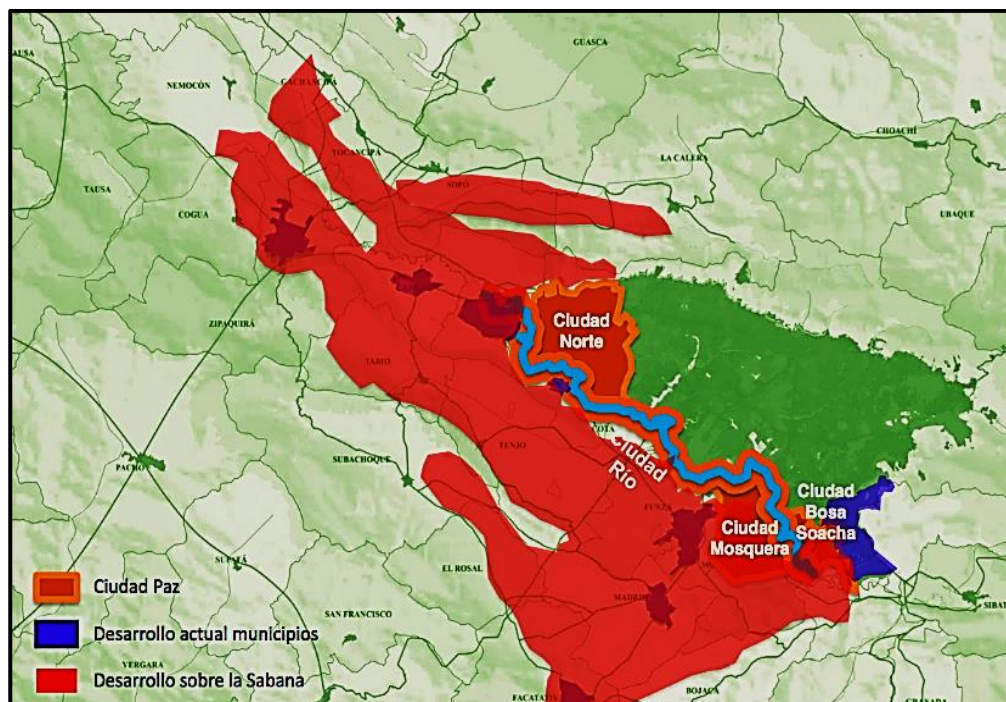 GUASCA
NEMOCÓN
GACHANCIPÁ
CHOACHÍ
TOCANCIPÁ
LA CALERA
SOPÓ
TAUSA
UBAQUE
COGUA
ZIPAQUIRÁ
Ciudad
Norte
TABIO
TENJO
SUBACHOQUE
PACHO
Ciudad
Río
FUNZA
Ciudad
Bosa
Soacha
Ciudad
Mosquera
SUPATÁ
EL ROSAL
MADRID
SAN FRANCISCO
VERGARA
BOJACÁ
Ciudad Paz
Desarrollo actual municipios
Desarrollo sobre la Sabana